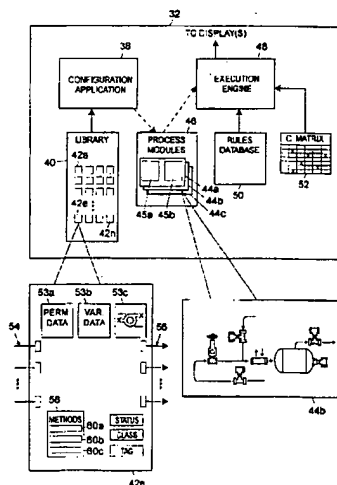 32
TO DISPLAY(S)
38
48
CONFIGURATION APPLICATION
EXECUTION ENGINE
46
LIBRARY
PROCESS MODULES
RULES DATABASE
C. MATRIX
40
42a
44a
44b
44c
45a
45b
50
52
42e
42n
53a
53b
53c
PERM DATA
VAR DATA
54
56
METHODS
60a
60b
60c
STATUS
CLASS
TAG
42e
44b